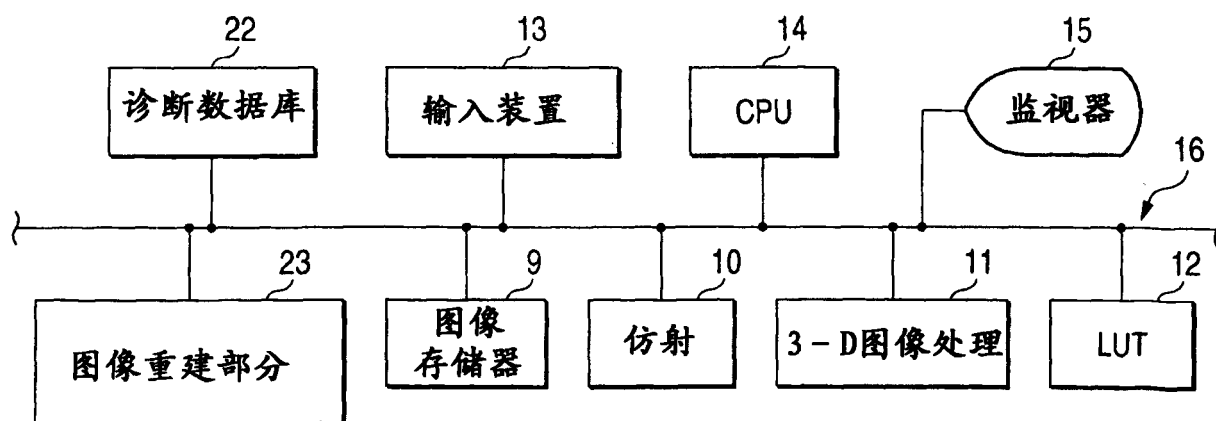 22
13
14
15
诊断数据库
输入装置
CPU
监视器
16
23
9
10
11
12
图像重建部分
图像
存储器
仿射
3-D图像处理
LUT